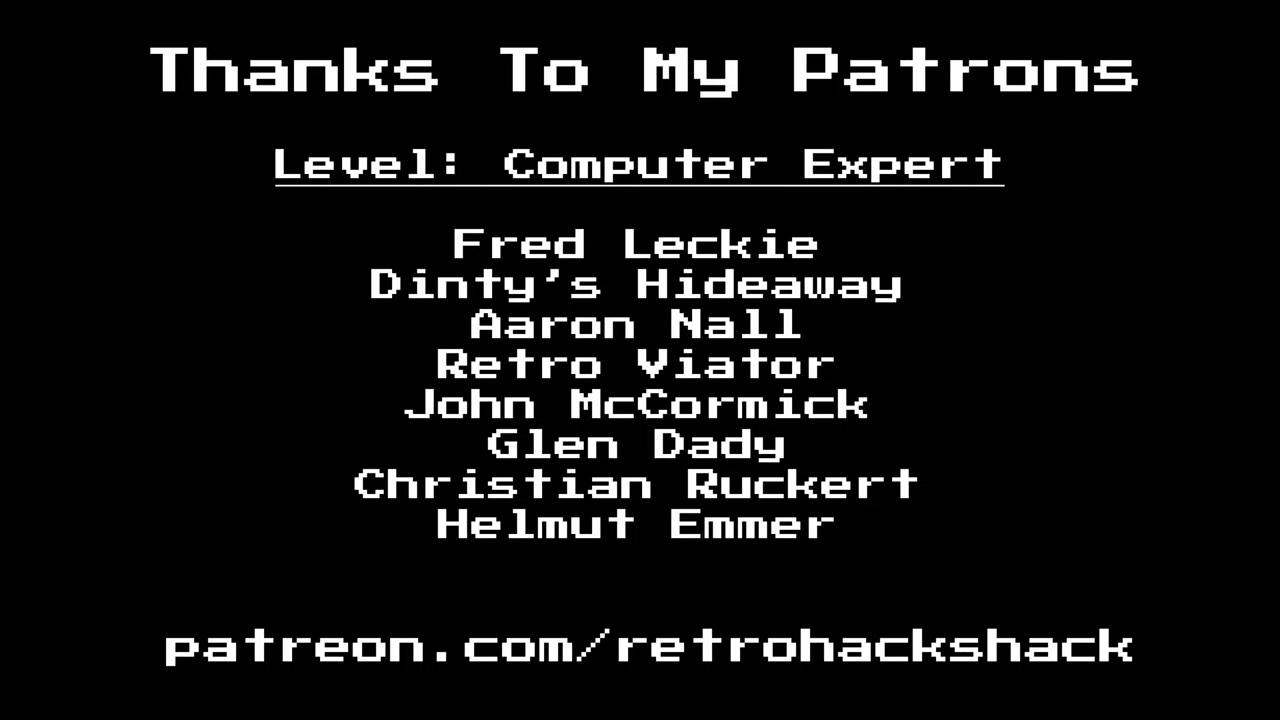 Thanks To My Patrons
Level: Computer Expert
Fred Leckie
Dinty's Hideaway
Aaron Nall
Retro Viator
John McCormick
Glen Dady
Christian Ruckert
Helmut Emmer
patreon.com/retrohackshack